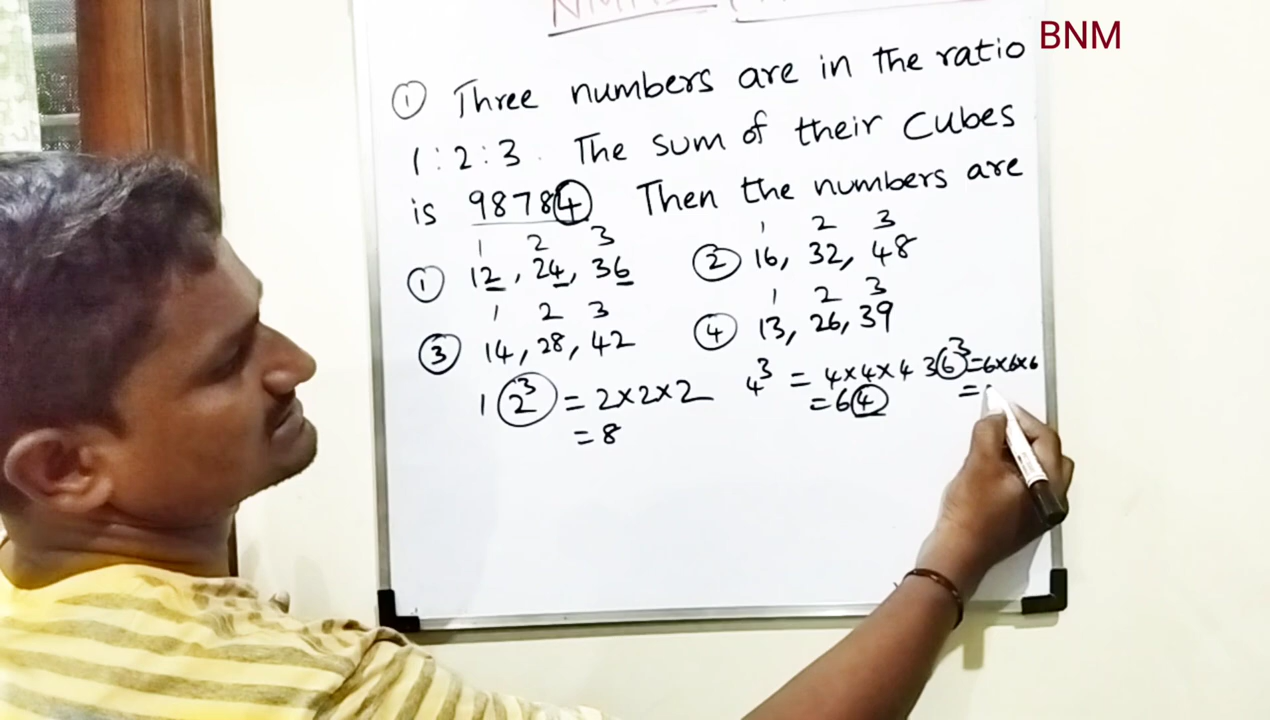 BNM
① Three numbers are in the ratio
1 : 2 : 3. The sum of their Cubes
is 98784 Then the numbers are
1 2 3 1 2 3
① 12, 24, 36 ② 16, 32, 48
1 2 3 1 2 3
③ 14, 28, 42 ④ 13, 26, 39
12³ = 2×2×2 4³ = 4×4×4 36³ = 6×6×6
= 8 = 64 =